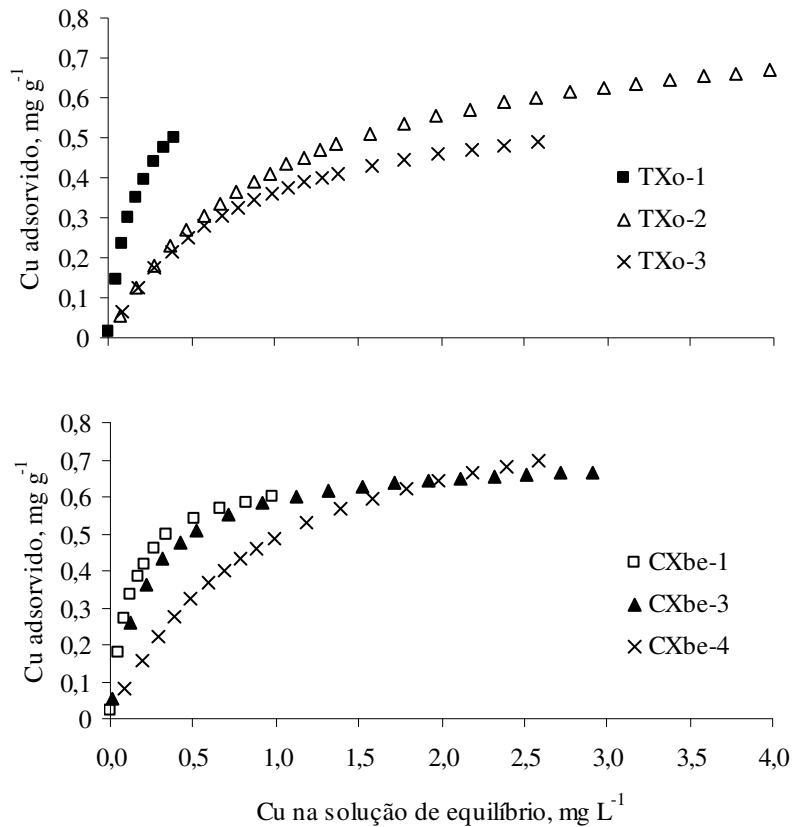 0,8
0,7
0,6
0,5
0,4
0,3
0,2
0,1
0
Cu adsorvido, mg g-1
TXo-1
TXo-2
TXo-3
0,8
0,7
0,6
0,5
0,4
0,3
0,2
0,1
0
Cu adsorvido, mg g-1
CXbe-1
CXbe-3
CXbe-4
0,0 0,5 1,0 1,5 2,0 2,5 3,0 3,5 4,0
Cu na solução de equilíbrio, mg L-1